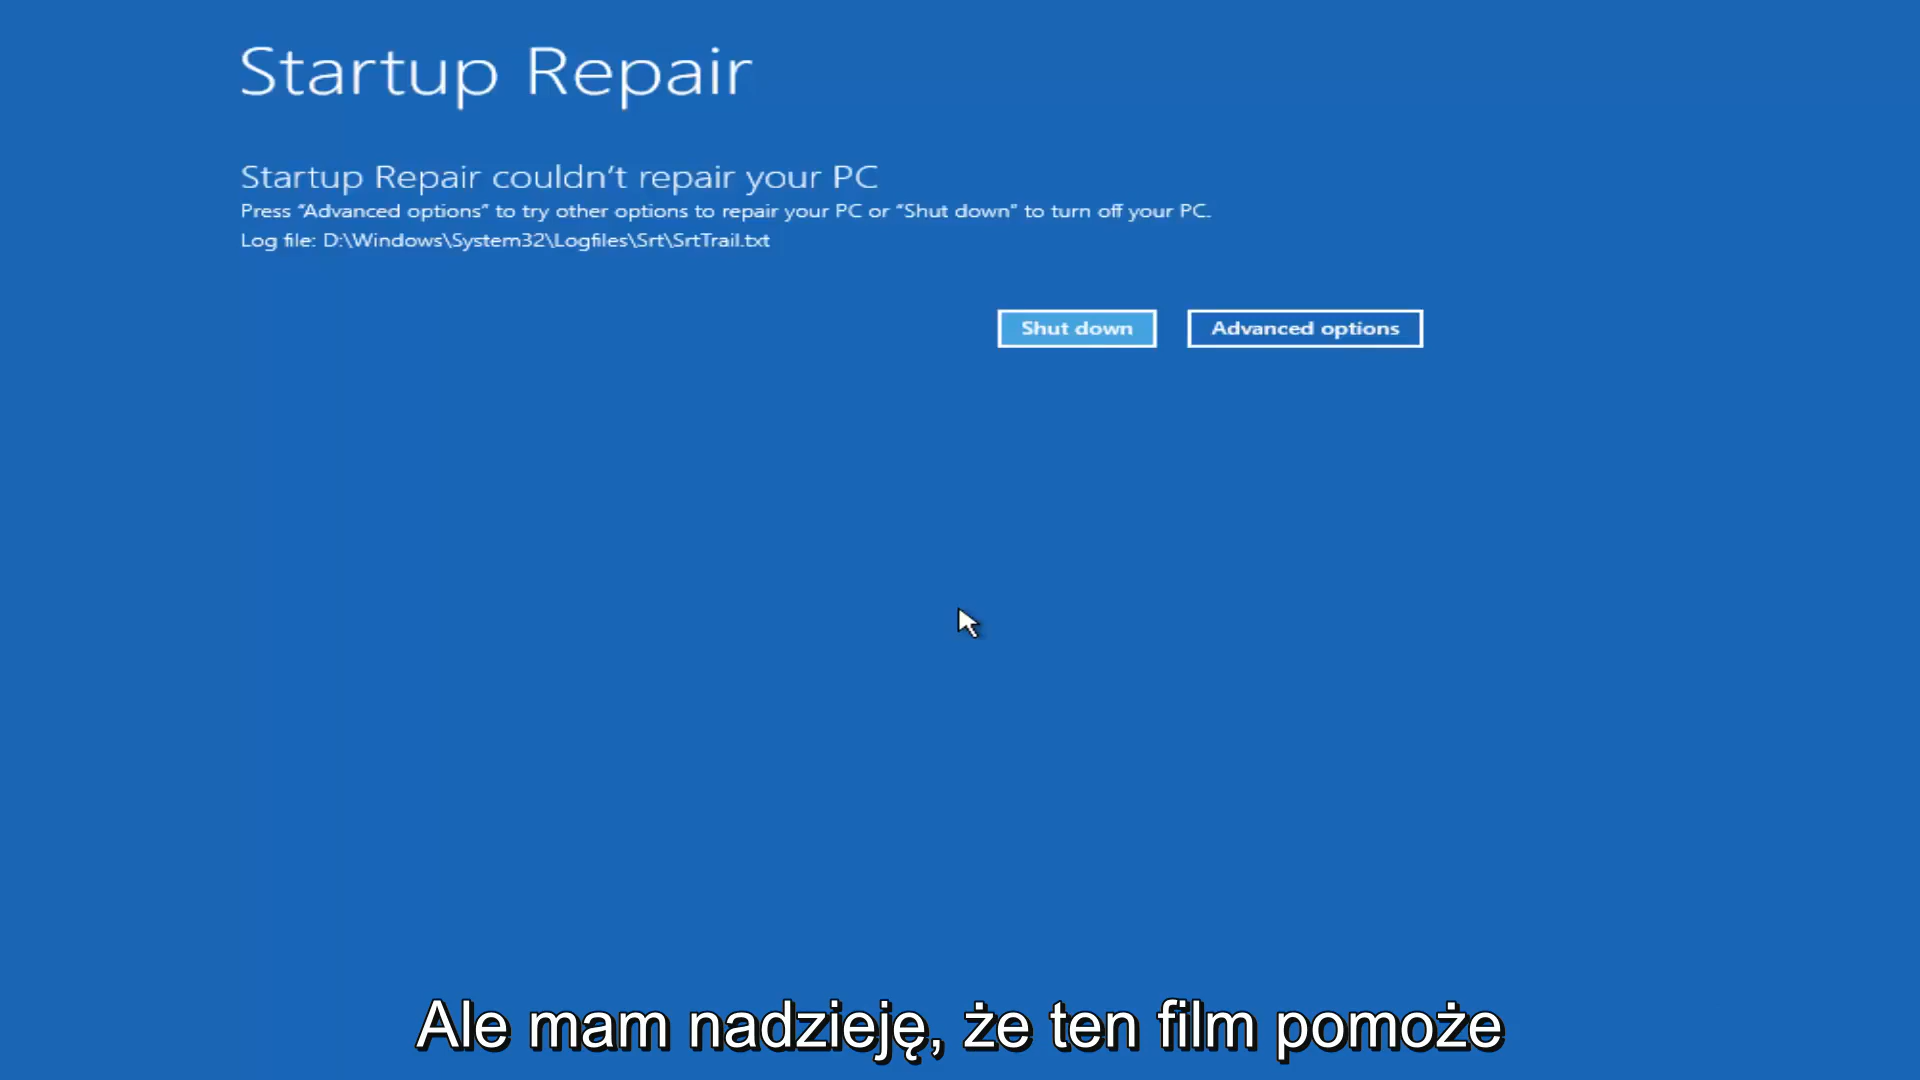 Startup Repair
Startup Repair couldn't repair your PC
Press “Advanced options” to try other options to repair your PC or “Shut down” to turn off your PC.
Log file: D:\Windows\System32\Logfiles\Srt\SrtTrail.txt
Shut down
Advanced options
Ale mam nadzieję, że ten film pomoże